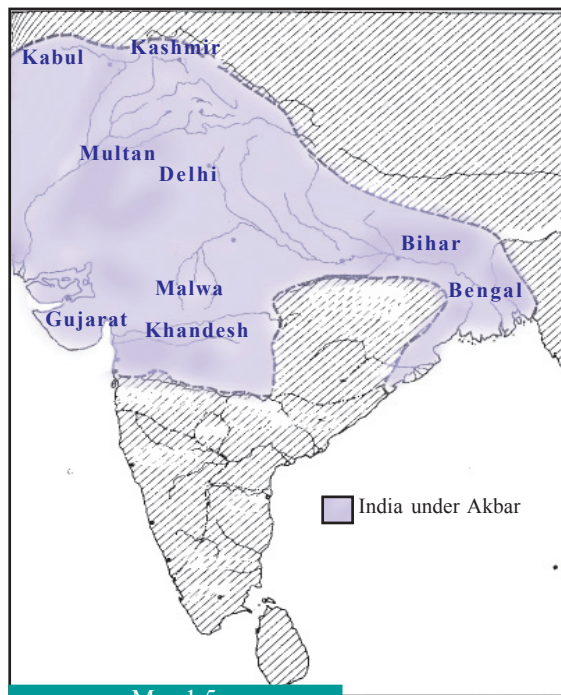 Kashmir
Kabul
Multan
Delhi
Bihar
Malwa
Bengal
Gujarat
Khandesh
India under Akbar